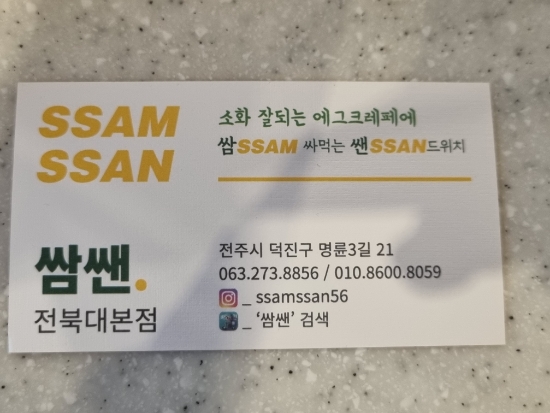 SSAM
SSAN
소화 잘되는 에그크레페에
쌈SSAM 싸먹는 쌘SSAN드위치
쌈쌘.
전북대본점
전주시 덕진구 명륜3길 21
063.273.8856 / 010.8600.8059
_ ssamssan56
_ '쌈쌘' 검색